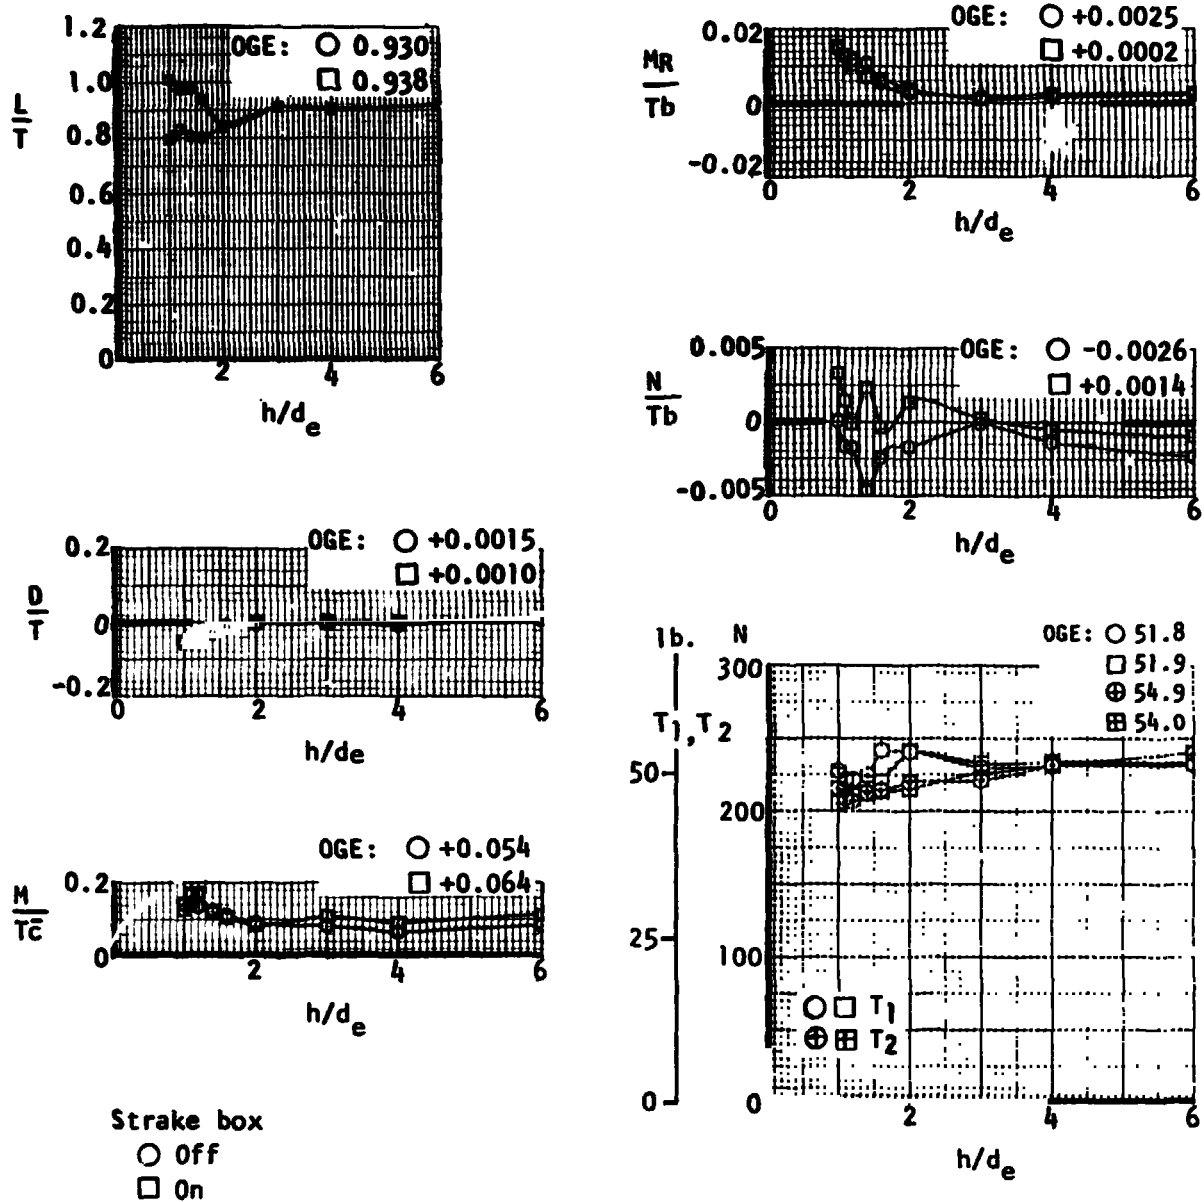 1.2
1.0
0.8
0.6
0.4
0.2
0
L
T
OGE: ○ 0.930
□ 0.938
2 4 6
h/de
0.2
0
-0.2
D
T
OGE: ○ +0.0015
□ +0.0010
0 2 4 6
h/de
OGE: ○ +0.054
□ +0.064
0.2
0
M
Tc̄
2 4 6
h/de
Strake box
○ Off
□ On
OGE: ○ +0.0025
□ +0.0002
0.02
0
-0.02
MR
Tb
0 2 4 6
h/de
0.005
0
-0.005
N
Tb
OGE: ○ -0.0026
□ +0.0014
0 2 4 6
h/de
lb. N
OGE: ○ 51.8
□ 51.9
⊕ 54.9
⊞ 54.0
300
T1,T2
50
200
25
100
○ □ T1
⊕ ⊞ T2
0 0
2 4 6
h/de